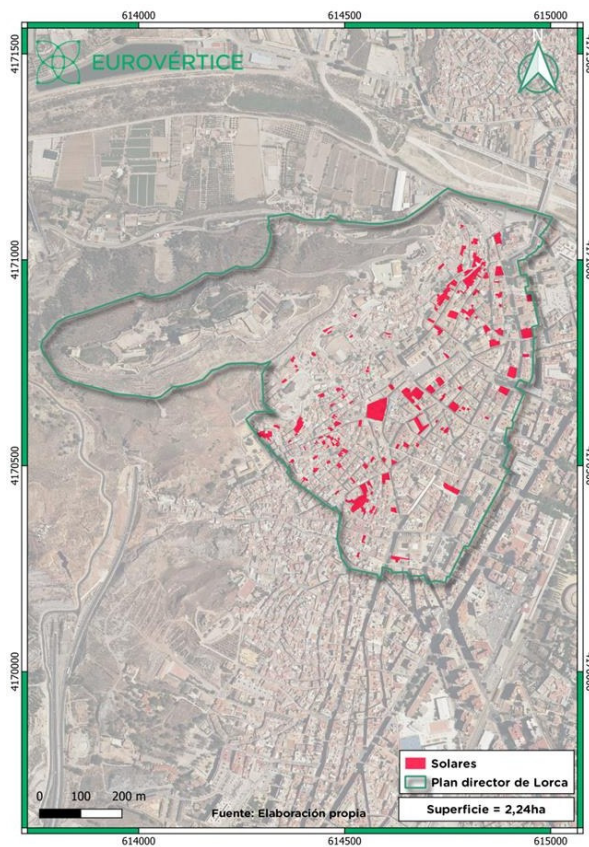 614000 614500 615000
4171500
EUROVÉRTICE
N
4171000
4170500
4170000
Solares
Plan director de Lorca
Superficie = 2,24ha
0 100 200 m
Fuente: Elaboración propia
614000 614500 615000